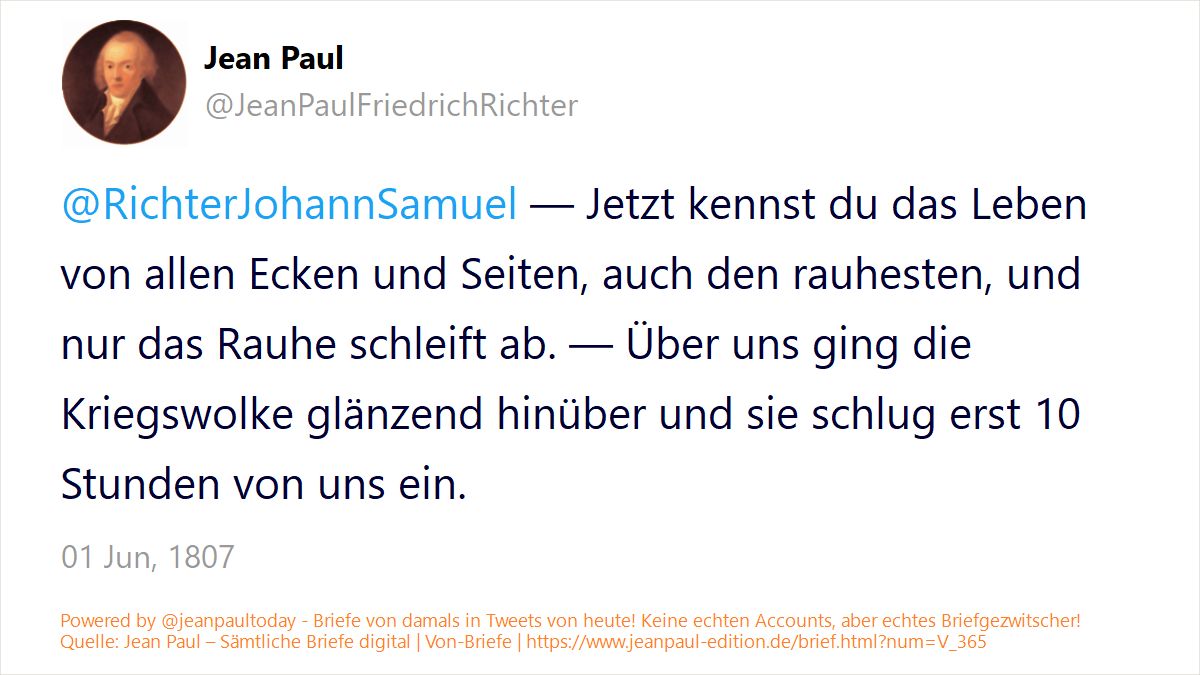 Jean Paul
@JeanPaulFriedrichRichter
@RichterJohannSamuel — Jetzt kennst du das Leben
von allen Ecken und Seiten, auch den rauhesten, und
nur das Rauhe schleift ab. — Über uns ging die
Kriegswolke glänzend hinüber und sie schlug erst 10
Stunden von uns ein.
01 Jun, 1807
Powered by @jeanpaultoday - Briefe von damals in Tweets von heute! Keine echten Accounts, aber echtes Briefgezwitscher!
Quelle: Jean Paul – Sämtliche Briefe digital | Von-Briefe | https://www.jeanpaul-edition.de/brief.html?num=V_365